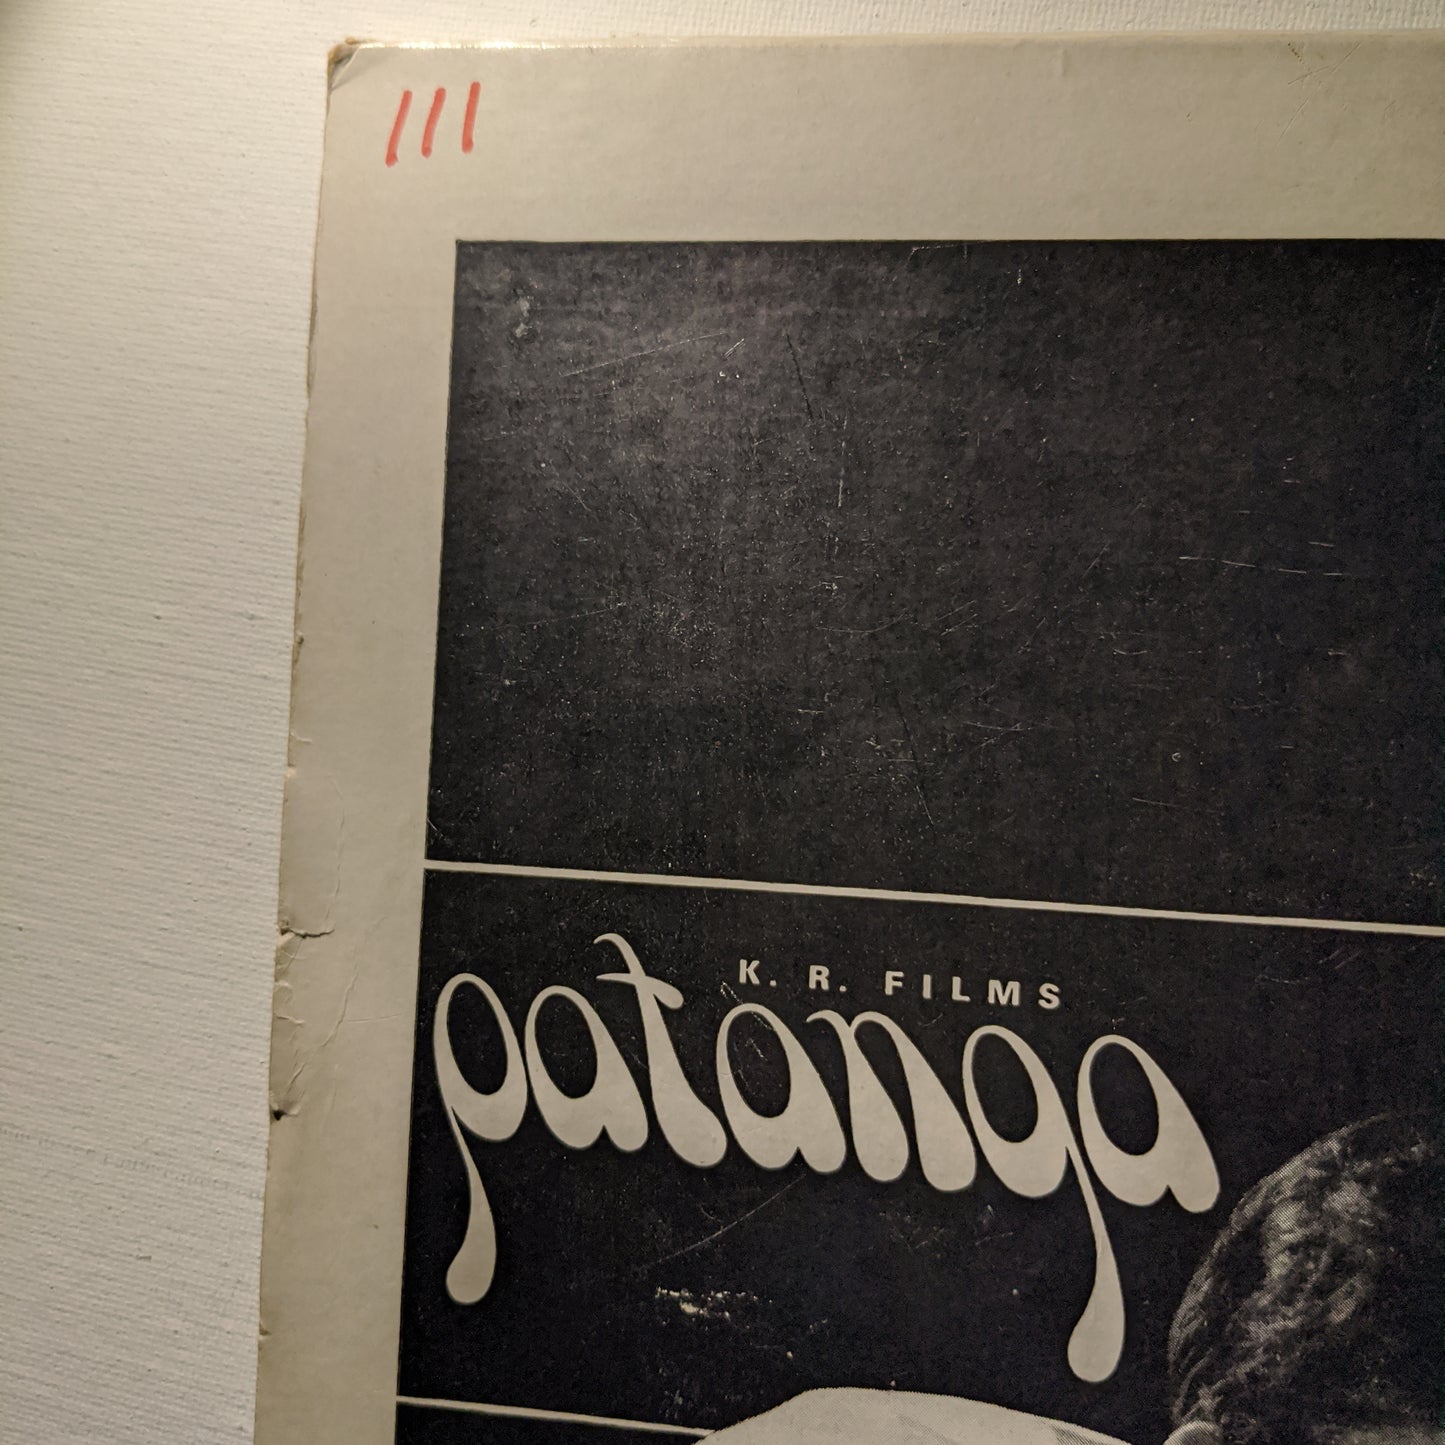 111
K. R. FILMS
patanga